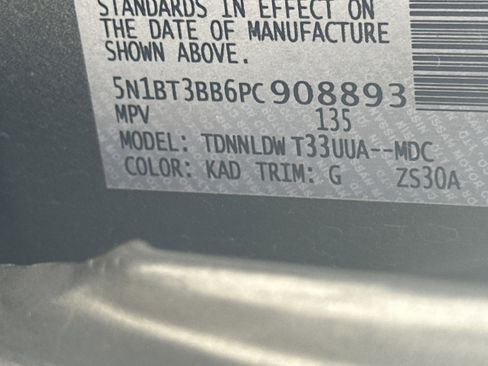 STANDARDS IN EFFECT ON
THE DATE OF MANUFACTURE
SHOWN ABOVE.
5N1BT3BB6PC908893
MPV 135
MODEL: TDNNLDW T33UUA--MDC
COLOR: KAD TRIM: G ZS30A